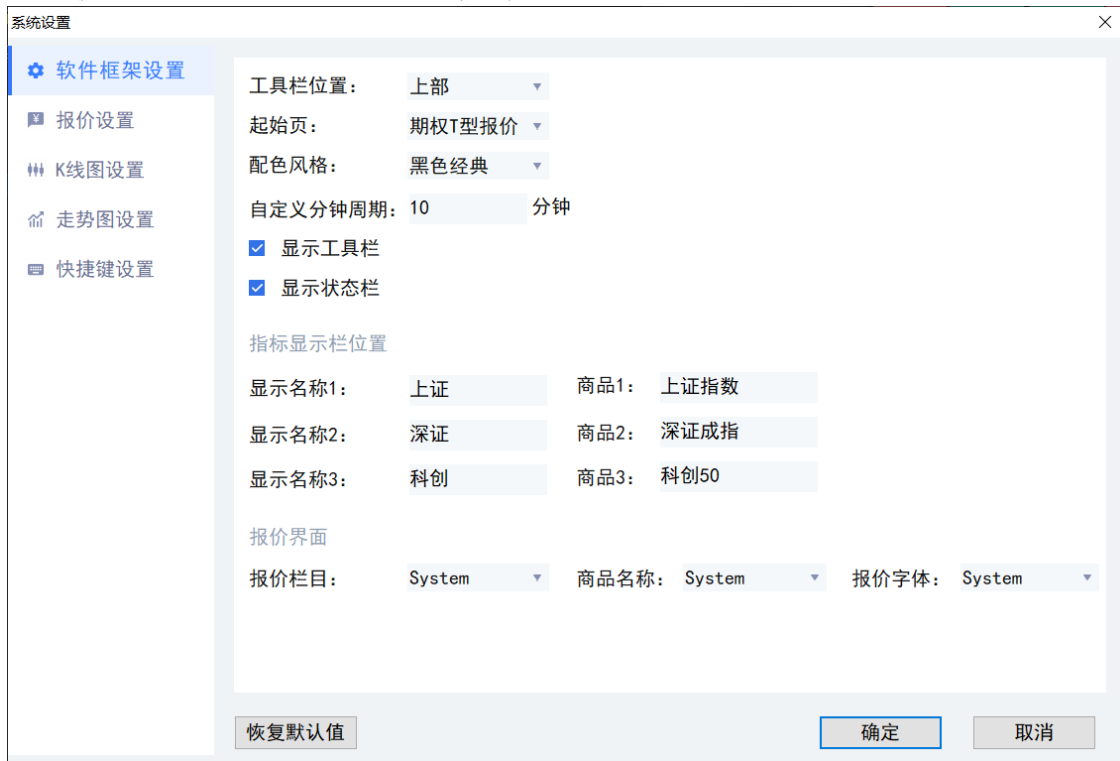 系统设置
软件框架设置
报价设置
K线图设置
走势图设置
快捷键设置
工具栏位置： 上部
起始页： 期权T型报价
配色风格： 黑色经典
自定义分钟周期： 10 分钟
显示工具栏
显示状态栏
指标显示栏位置
显示名称1： 上证 商品1： 上证指数
显示名称2： 深证 商品2： 深证成指
显示名称3： 科创 商品3： 科创50
报价界面
报价栏目： System 商品名称： System 报价字体： System
恢复默认值 确定 取消